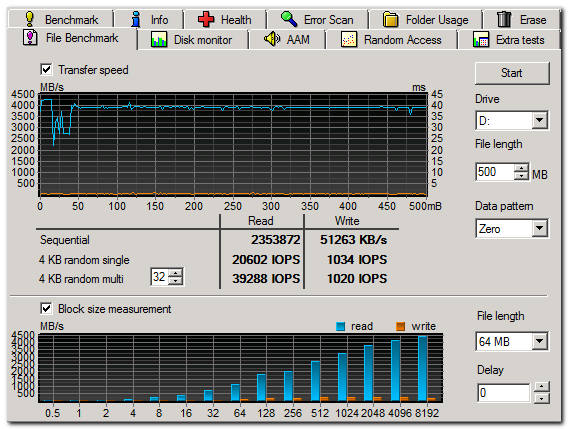 Benchmark Info Health Error Scan Folder Usage Erase
File Benchmark Disk monitor AAM Random Access Extra tests
Transfer speed
MB/s ms
4500 45
4000 40
3500 35
3000 30
2500 25
2000 20
1500 15
1000 10
500 5
0 50 100 150 200 250 300 350 400 450 500mB
Start
Drive
D:
File length
500 MB
Data pattern
Zero
Read Write
Sequential 2353872 51263 KB/s
4 KB random single 20602 IOPS 1034 IOPS
4 KB random multi 32 39288 IOPS 1020 IOPS
Block size measurement
MB/s read write
4500
4000
3500
3000
2500
2000
1500
1000
500
0.5 1 2 4 8 16 32 64 128 256 512 1024 2048 4096 8192
File length
64 MB
Delay
0